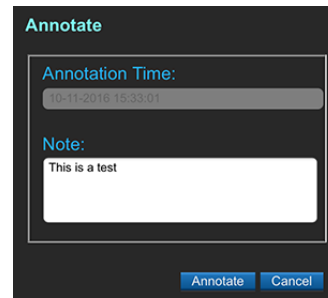 Annotate
Annotation Time:
10-11-2016 15:33:01
Note:
This is a test
Annotate Cancel